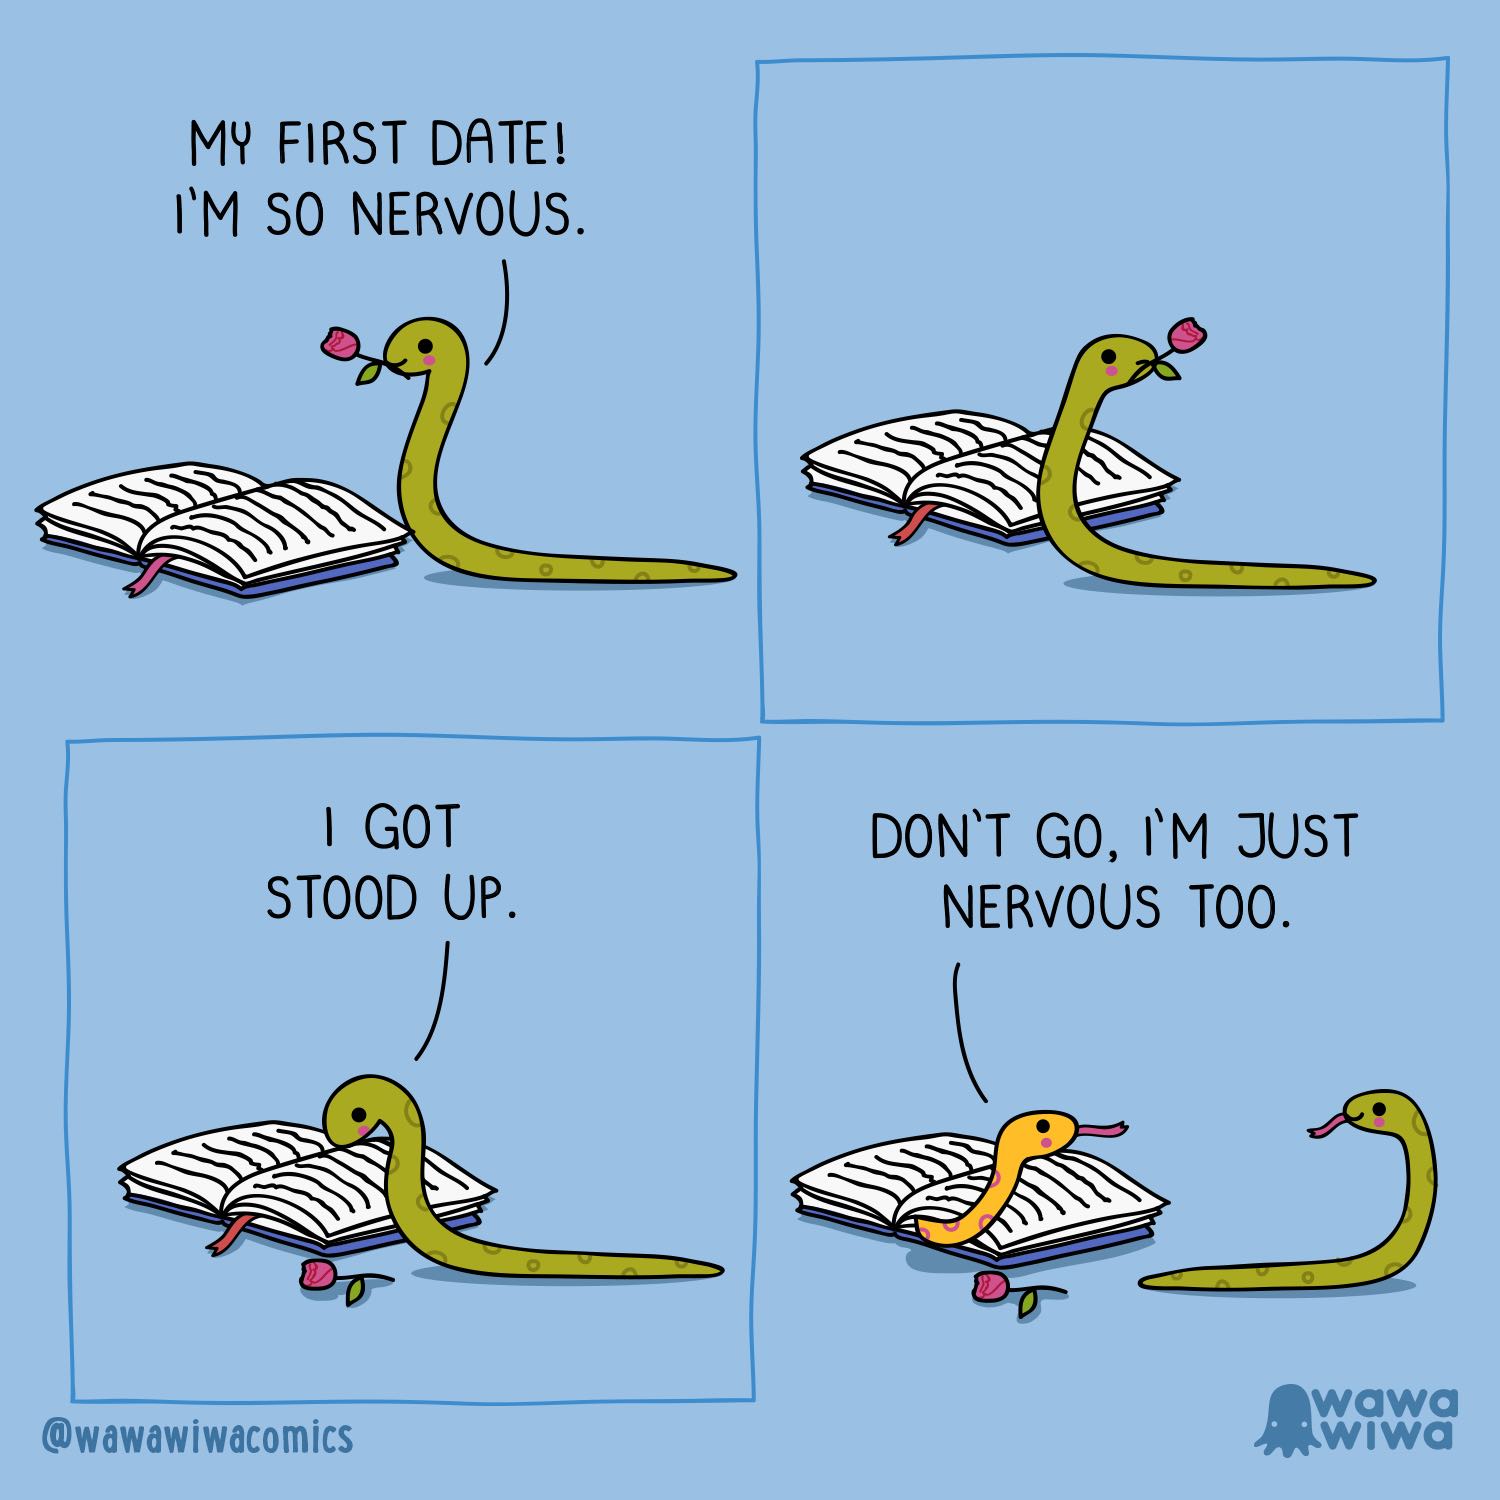 MY FIRST DATE!
I'M SO NERVOUS.
I GOT
STOOD UP.
DON'T GO, I'M JUST
NERVOUS TOO.
@wawawiwacomics
wawa
wiwa